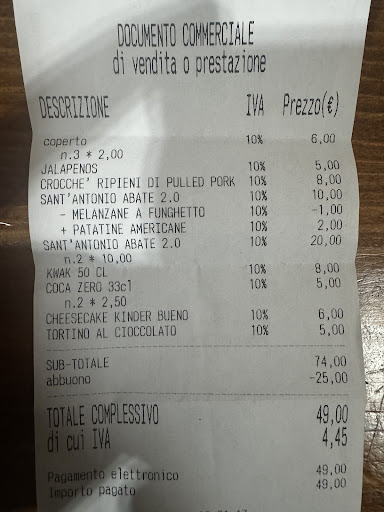 DOCUMENTO COMMERCIALE
di vendita o prestazione
DESCRIZIONE IVA Prezzo(€)
coperto 10% 6,00
n.3 * 2,00
JALAPENOS 10% 5,00
CROCCHE' RIPIENI DI PULLED PORK 10% 8,00
SANT'ANTONIO ABATE 2.0 10% 10,00
- MELANZANE A FUNGHETTO 10% -1,00
+ PATATINE AMERICANE 10% 2,00
SANT'ANTONIO ABATE 2.0 10% 20,00
n.2 * 10,00
KWAK 50 CL 10% 8,00
COCA ZERO 33cl 10% 5,00
n.2 * 2,50
CHEESECAKE KINDER BUENO 10% 6,00
TORTINO AL CIOCCOLATO 10% 5,00
SUB-TOTALE 74,00
abbuono -25,00
TOTALE COMPLESSIVO 49,00
di cui IVA 4,45
Pagamento elettronico 49,00
Importo pagato 49,00